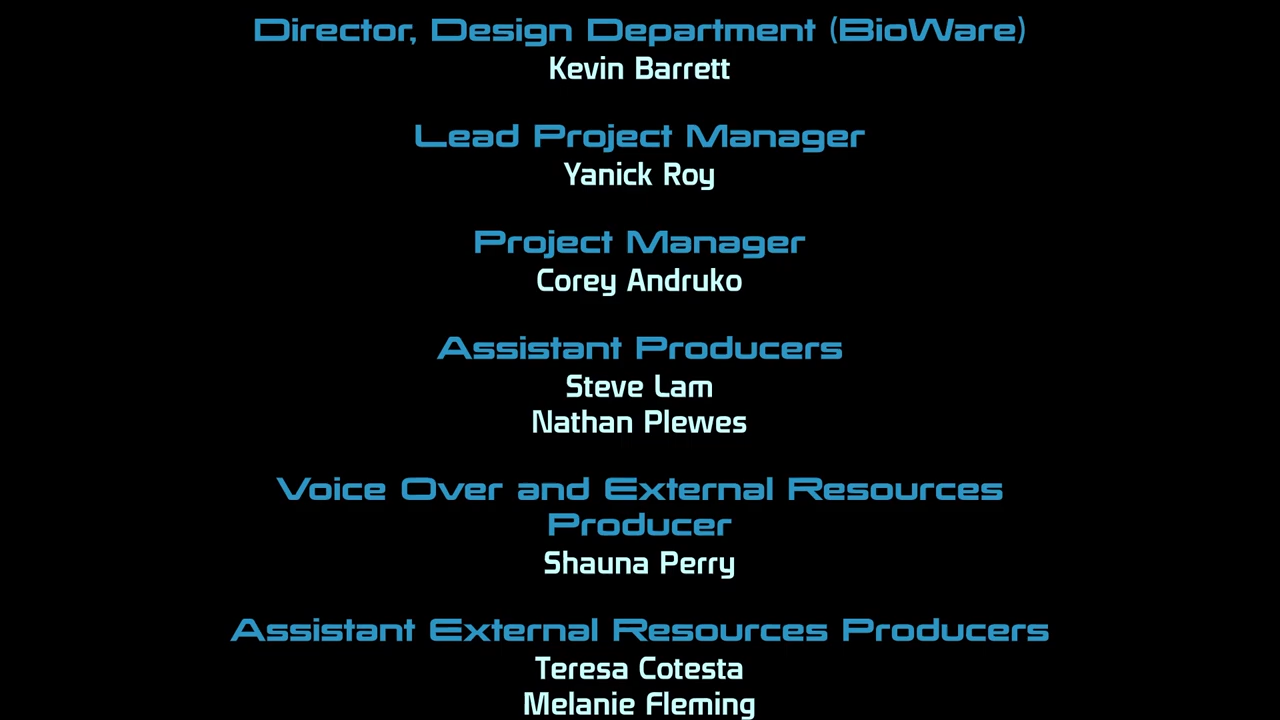 Director, Design Department (BioWare)
Kevin Barrett
Lead Project Manager
Yanick Roy
Project Manager
Corey Andruko
Assistant Producers
Steve Lam
Nathan Plewes
Voice Over and External Resources
Producer
Shauna Perry
Assistant External Resources Producers
Teresa Cotesta
Melanie Fleming